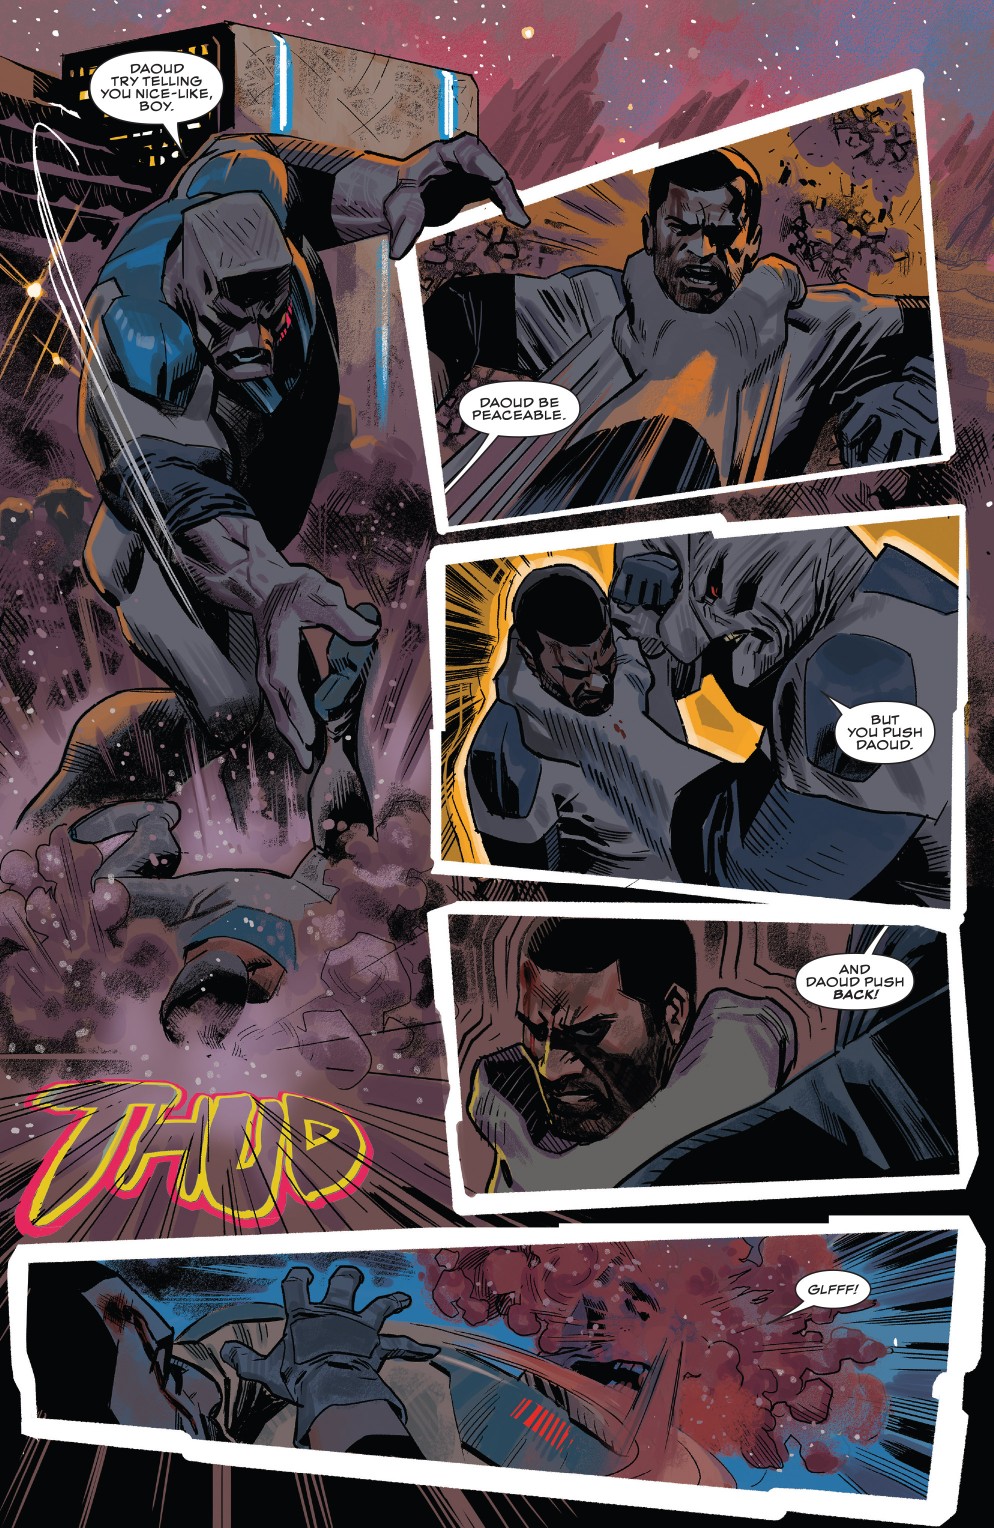 DAOUD
TRY TELLING
YOU NICE-LIKE,
BOY.
DAOUD BE
PEACEABLE.
BUT
YOU PUSH
DAOUD.
AND
DAOUD PUSH
BACK!
THUD
GLFFF!